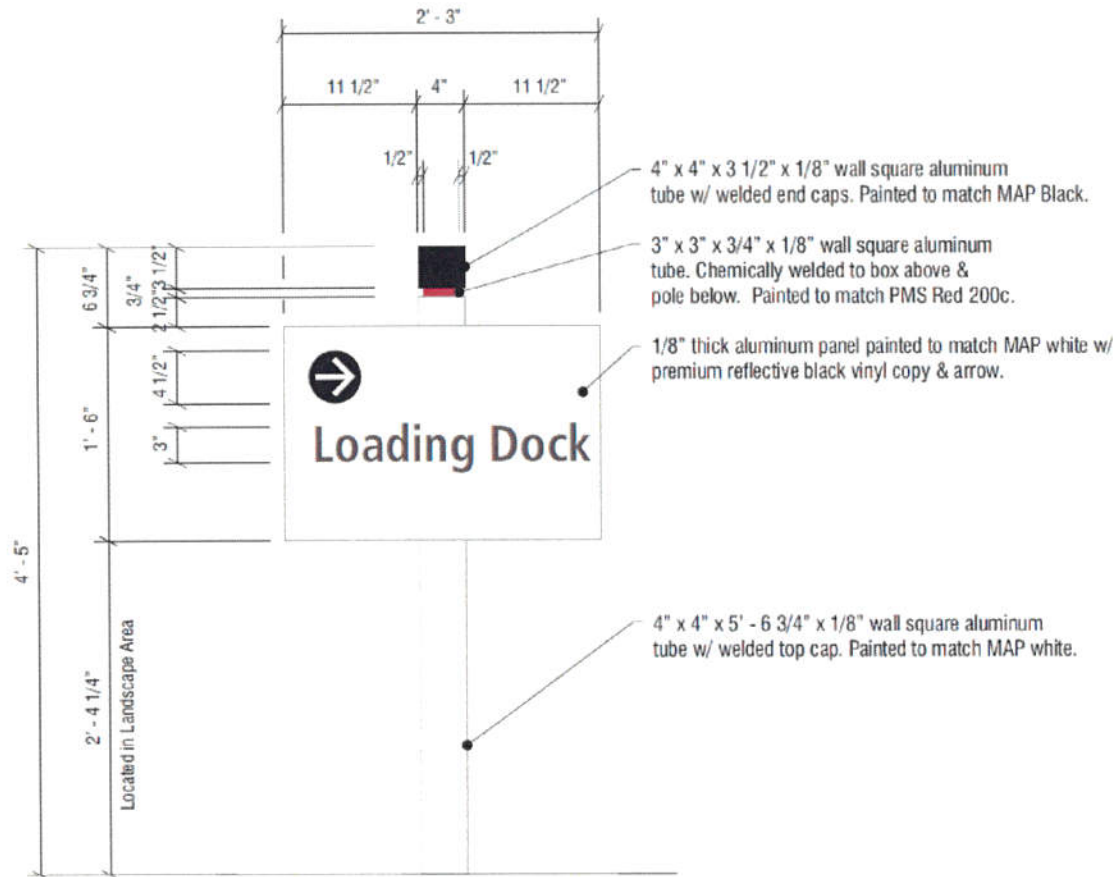 2' - 3"
11 1/2"
4"
11 1/2"
1/2"
1/2"
4" x 4" x 3 1/2" x 1/8" wall square aluminum
tube w/ welded end caps. Painted to match MAP Black.
3" x 3" x 3/4" x 1/8" wall square aluminum
tube. Chemically welded to box above &
pole below. Painted to match PMS Red 200c.
1/8" thick aluminum panel painted to match MAP white w/
premium reflective black vinyl copy & arrow.
4' - 5"
6 3/4"
3/4"
3 1/2"
2 1/2"
1' - 6"
4 1/2"
3"
Loading Dock
2' - 4 1/4"
Located in Landscape Area
4" x 4" x 5' - 6 3/4" x 1/8" wall square aluminum
tube w/ welded top cap. Painted to match MAP white.